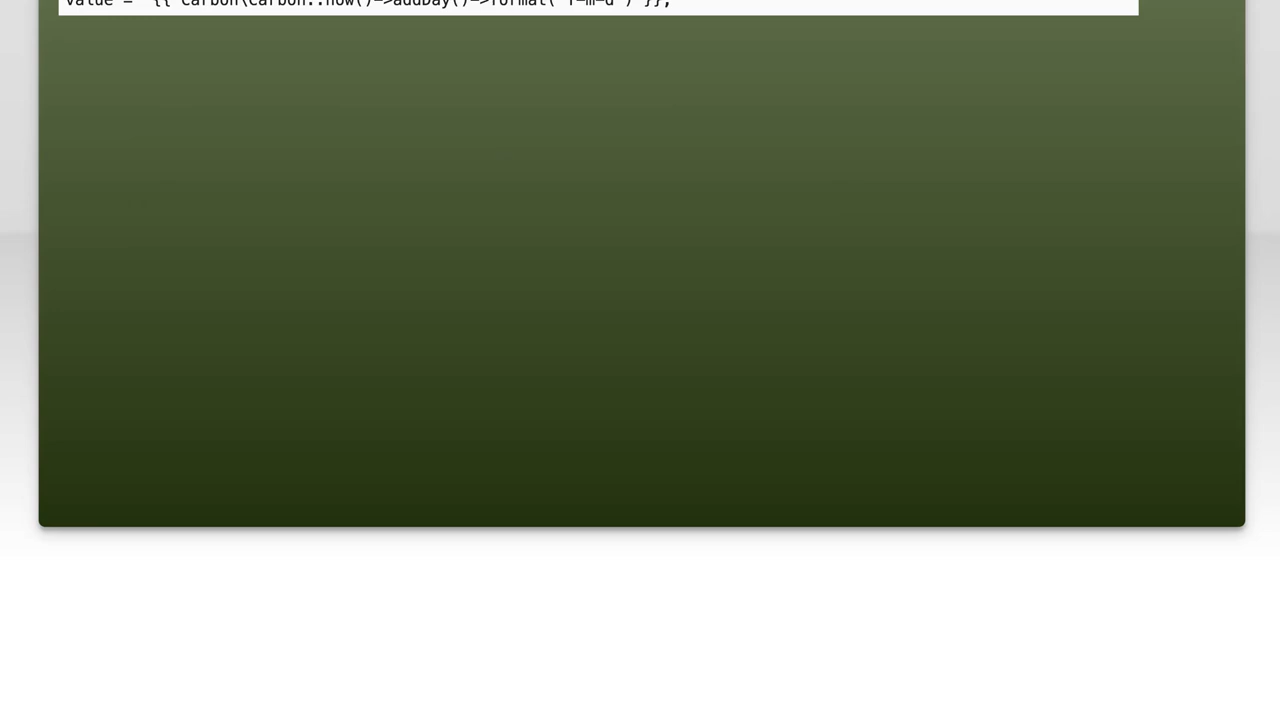 value = "{{ Carbon\Carbon::now()->addDay()->format('Y-m-d') }};